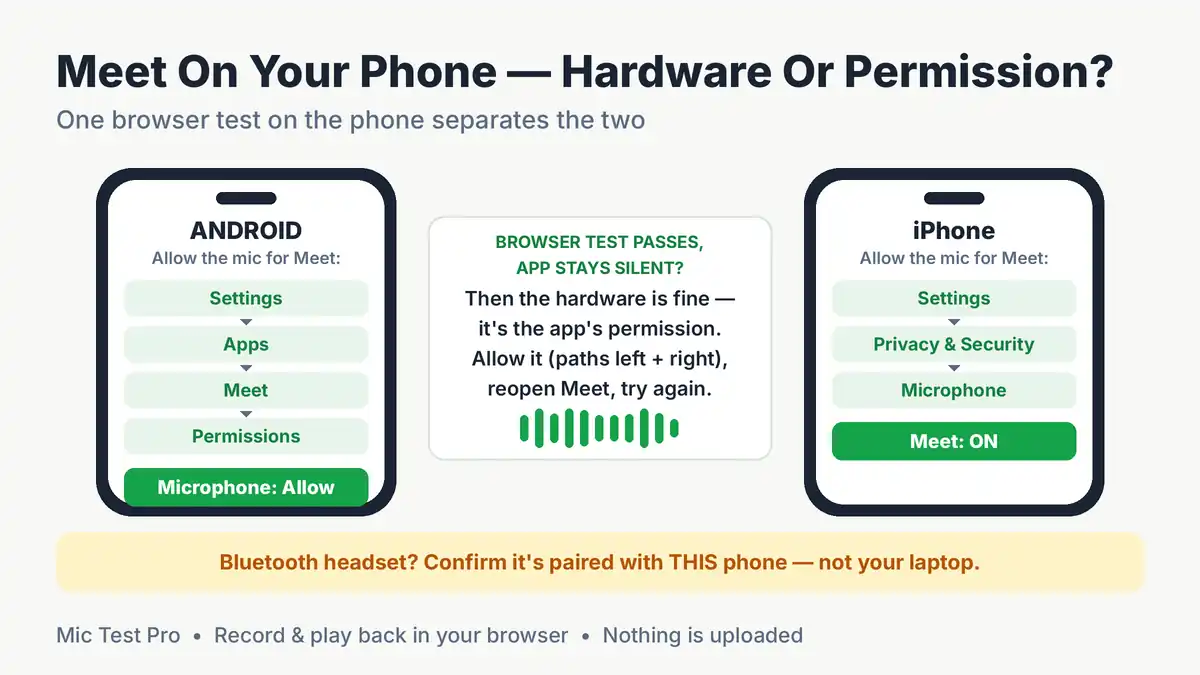 Meet On Your Phone — Hardware Or Permission?
One browser test on the phone separates the two
ANDROID
Allow the mic for Meet:
Settings
Apps
Meet
Permissions
Microphone: Allow
BROWSER TEST PASSES,
APP STAYS SILENT?
Then the hardware is fine —
it's the app's permission.
Allow it (paths left + right),
reopen Meet, try again.
iPhone
Allow the mic for Meet:
Settings
Privacy & Security
Microphone
Meet: ON
Bluetooth headset? Confirm it's paired with THIS phone — not your laptop.
Mic Test Pro • Record & play back in your browser • Nothing is uploaded